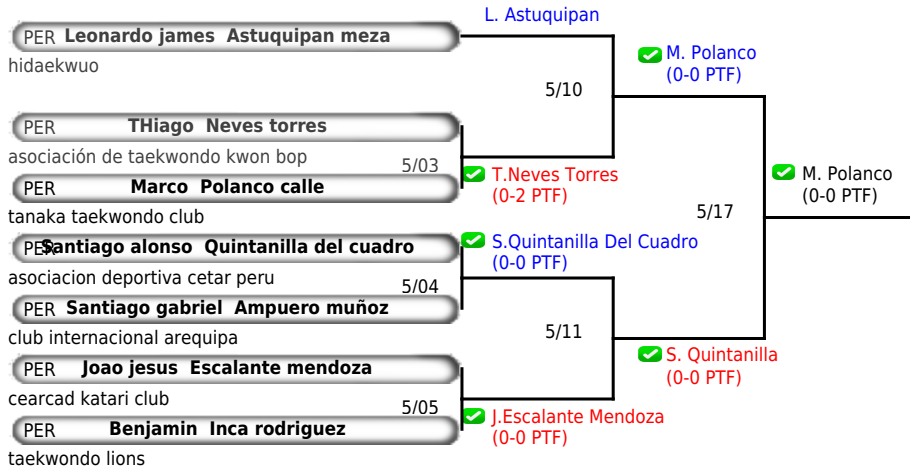 L. Astuquipan
PER Leonardo james Astuquipan meza
hidaekwuo
M. Polanco
(0-0 PTF)
5/10
PER THiago Neves torres
asociación de taekwondo kwon bop
5/03
T.Neves Torres
(0-2 PTF)
PER Marco Polanco calle
tanaka taekwondo club
M. Polanco
(0-0 PTF)
5/17
PER Santiago alonso Quintanilla del cuadro
asociacion deportiva cetar peru
S.Quintanilla Del Cuadro
(0-0 PTF)
5/04
PER Santiago gabriel Ampuero muñoz
club internacional arequipa
5/11
S. Quintanilla
(0-0 PTF)
PER Joao jesus Escalante mendoza
cearcad katari club
5/05
J.Escalante Mendoza
(0-0 PTF)
PER Benjamin Inca rodriguez
taekwondo lions